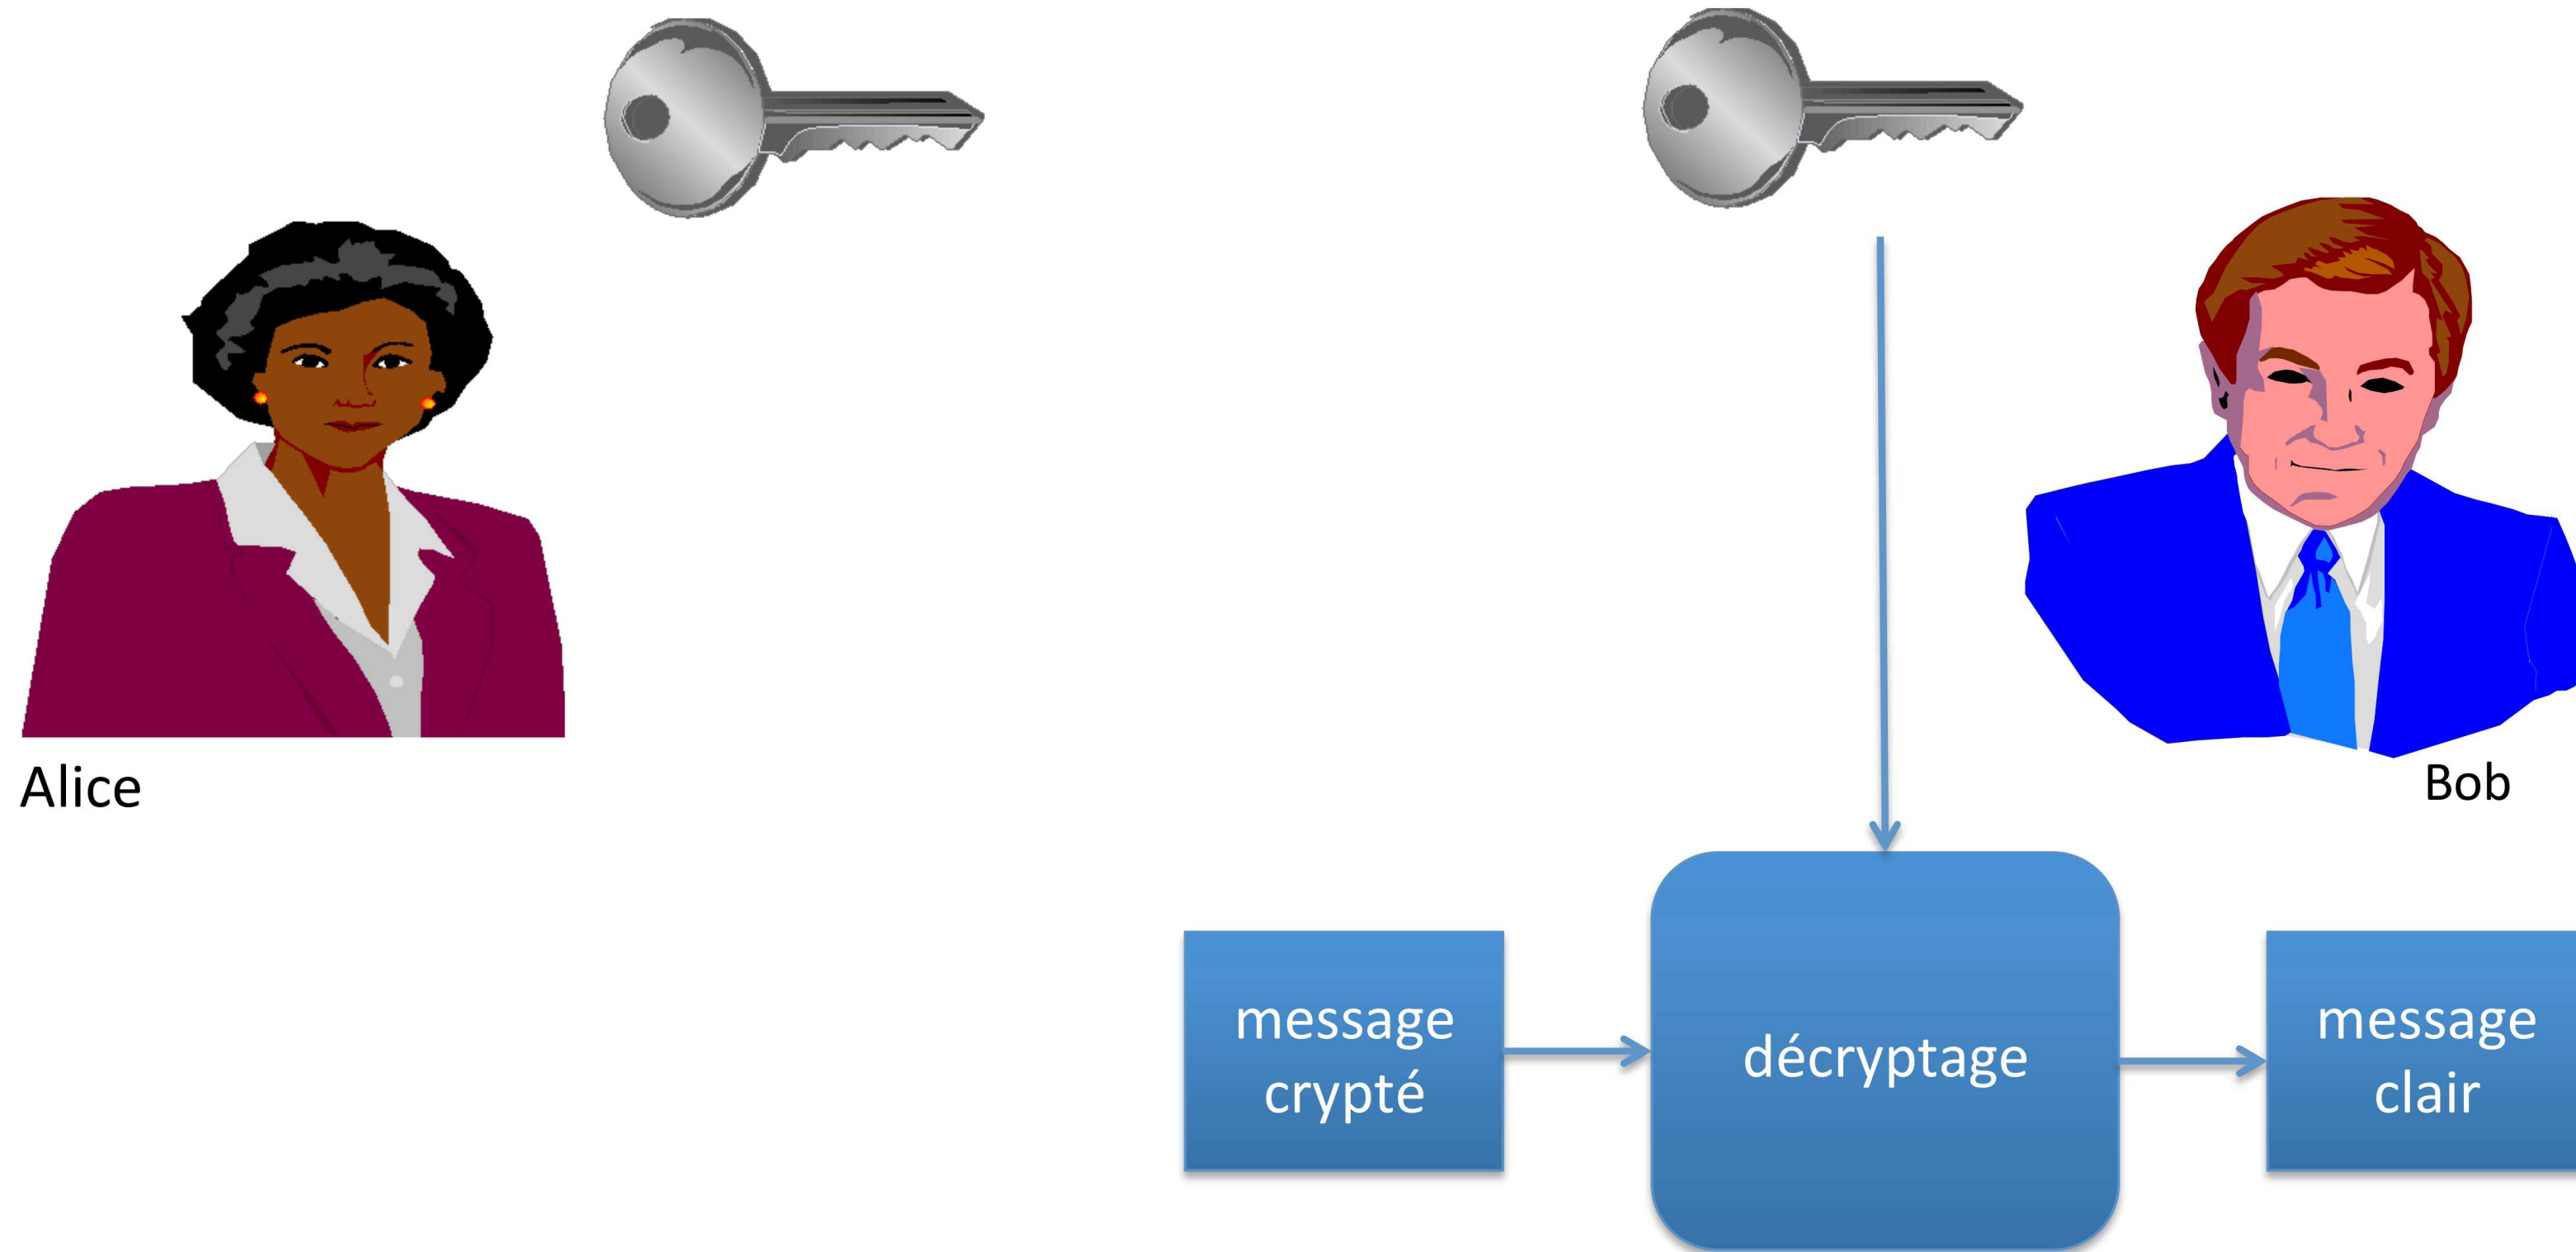 Alice
Bob
message
crypté
décryptage
message
clair